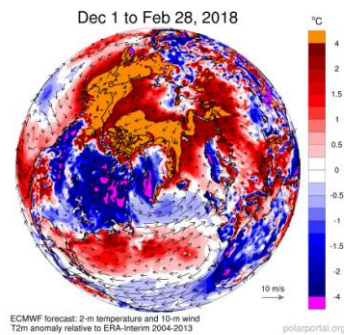 Dec 1 to Feb 28, 2018
°C
4
2
1.5
1
0.5
0
-0.5
-1
-1.5
-2
-4
10 m/s
ECMWF forecast: 2-m temperature and 10-m wind
T2m anomaly relative to ERA-Interim 2004-2013
polarportal.org